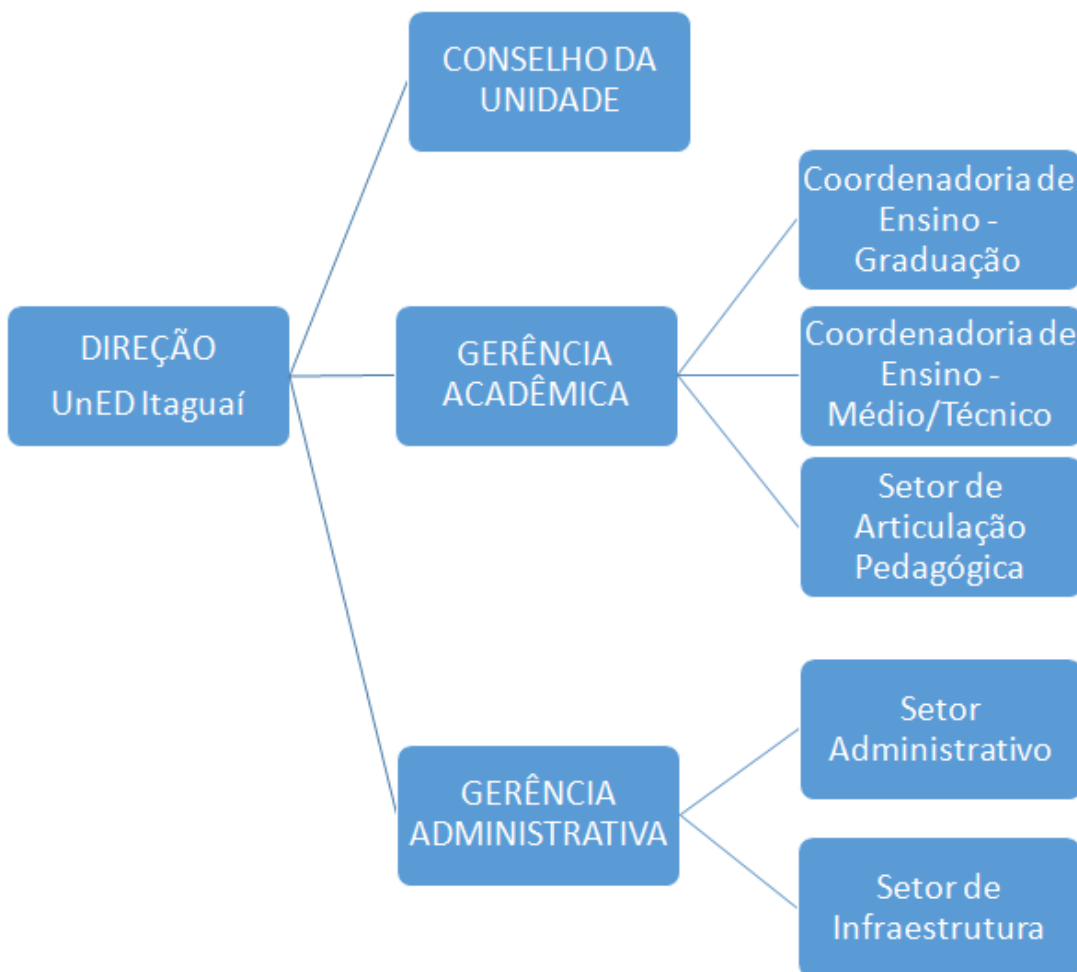 CONSELHO DA
UNIDADE
Coordenadoria de
Ensino -
Graduação
DIREÇÃO
UnED Itaguaí
GERÊNCIA
ACADÊMICA
Coordenadoria de
Ensino -
Médio/Técnico
Setor de
Articulação
Pedagógica
GERÊNCIA
ADMINISTRATIVA
Setor
Administrativo
Setor de
Infraestrutura